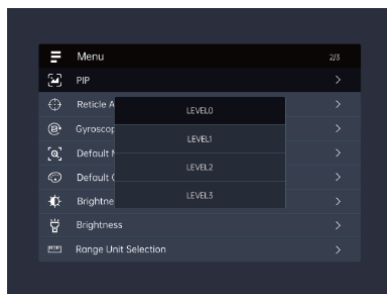 Menu
2/3
PIP
Reticle A
LEVEL0
Gyroscop
LEVEL1
Default
LEVEL2
Default
LEVEL3
Brightne
Brightness
Range Unit Selection